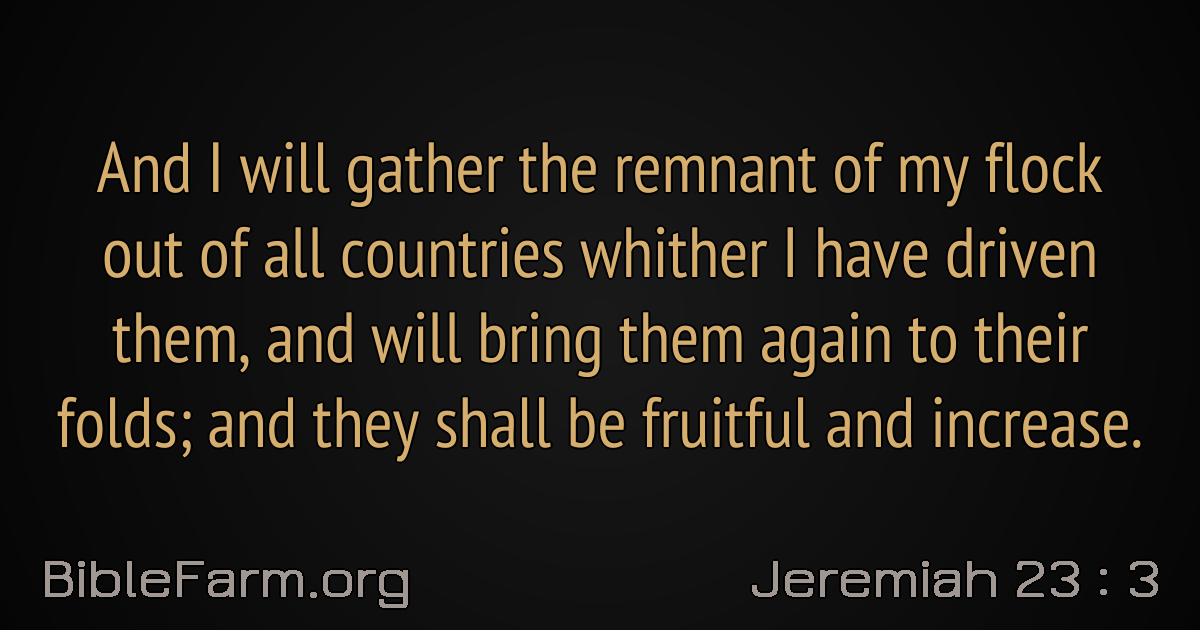 And I will gather the remnant of my flock
out of all countries whither I have driven
them, and will bring them again to their
folds; and they shall be fruitful and increase.
BibleFarm.org
Jeremiah 23 : 3